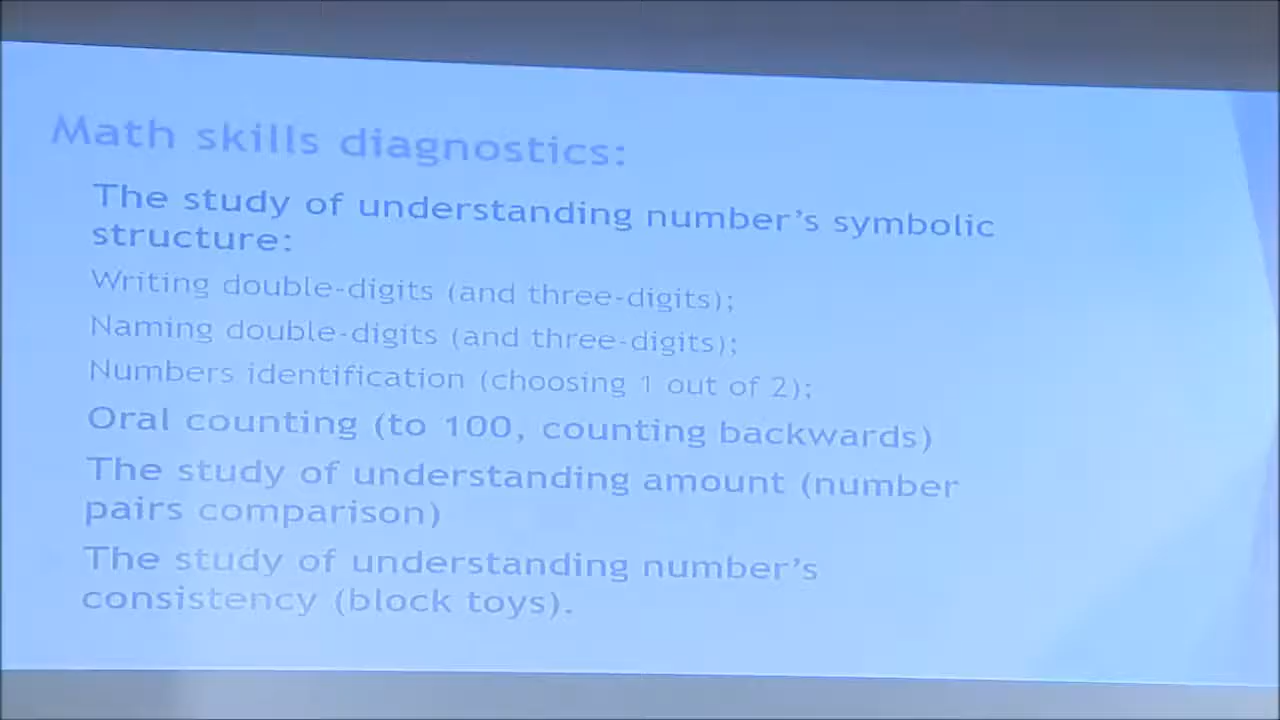 Math skills diagnostics:
The study of understanding number's symbolic
structure:
Writing double-digits (and three-digits);
Naming double-digits (and three-digits);
Numbers identification (choosing 1 out of 2);
Oral counting (to 100, counting backwards)
The study of understanding amount (number
pairs comparison)
The study of understanding number's
consistency (block toys).